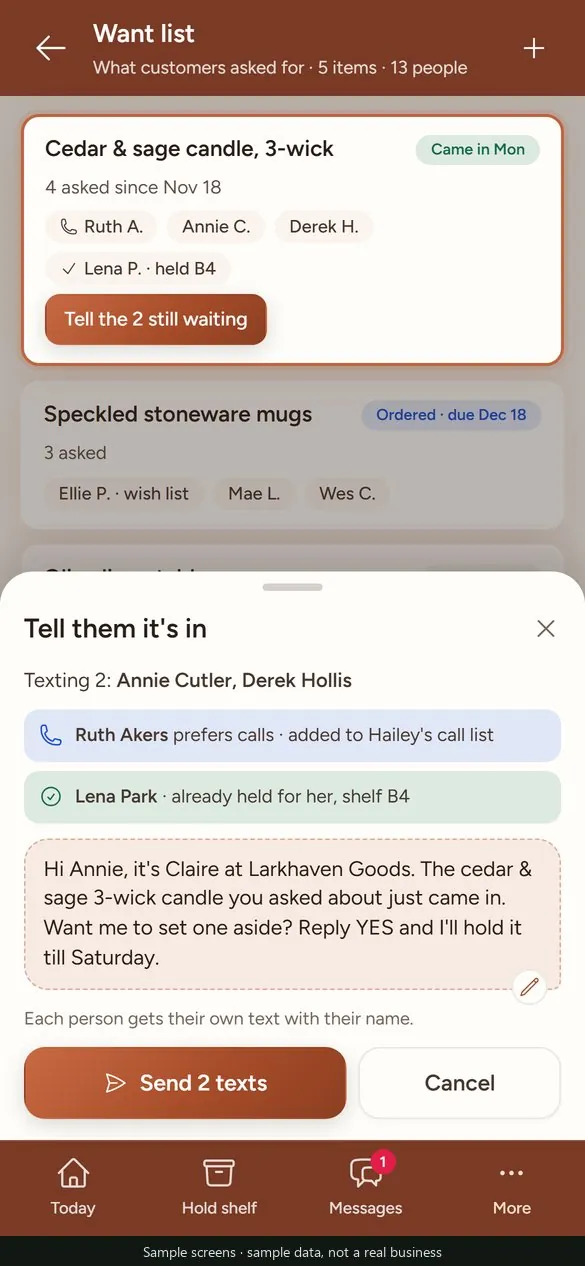 Want list
What customers asked for · 5 items · 13 people
Cedar & sage candle, 3-wick
Came in Mon
4 asked since Nov 18
Ruth A.
Annie C.
Derek H.
Lena P. · held B4
Tell the 2 still waiting
Speckled stoneware mugs
Ordered · due Dec 18
3 asked
Ellie P. · wish list
Mae L.
Wes C.
Tell them it's in
Texting 2: Annie Cutler, Derek Hollis
Ruth Akers prefers calls · added to Hailey's call list
Lena Park · already held for her, shelf B4
Hi Annie, it's Claire at Larkhaven Goods. The cedar &
sage 3-wick candle you asked about just came in.
Want me to set one aside? Reply YES and I'll hold it
till Saturday.
Each person gets their own text with their name.
Send 2 texts
Cancel
1
Today
Hold shelf
Messages
More
Sample screens · sample data, not a real business